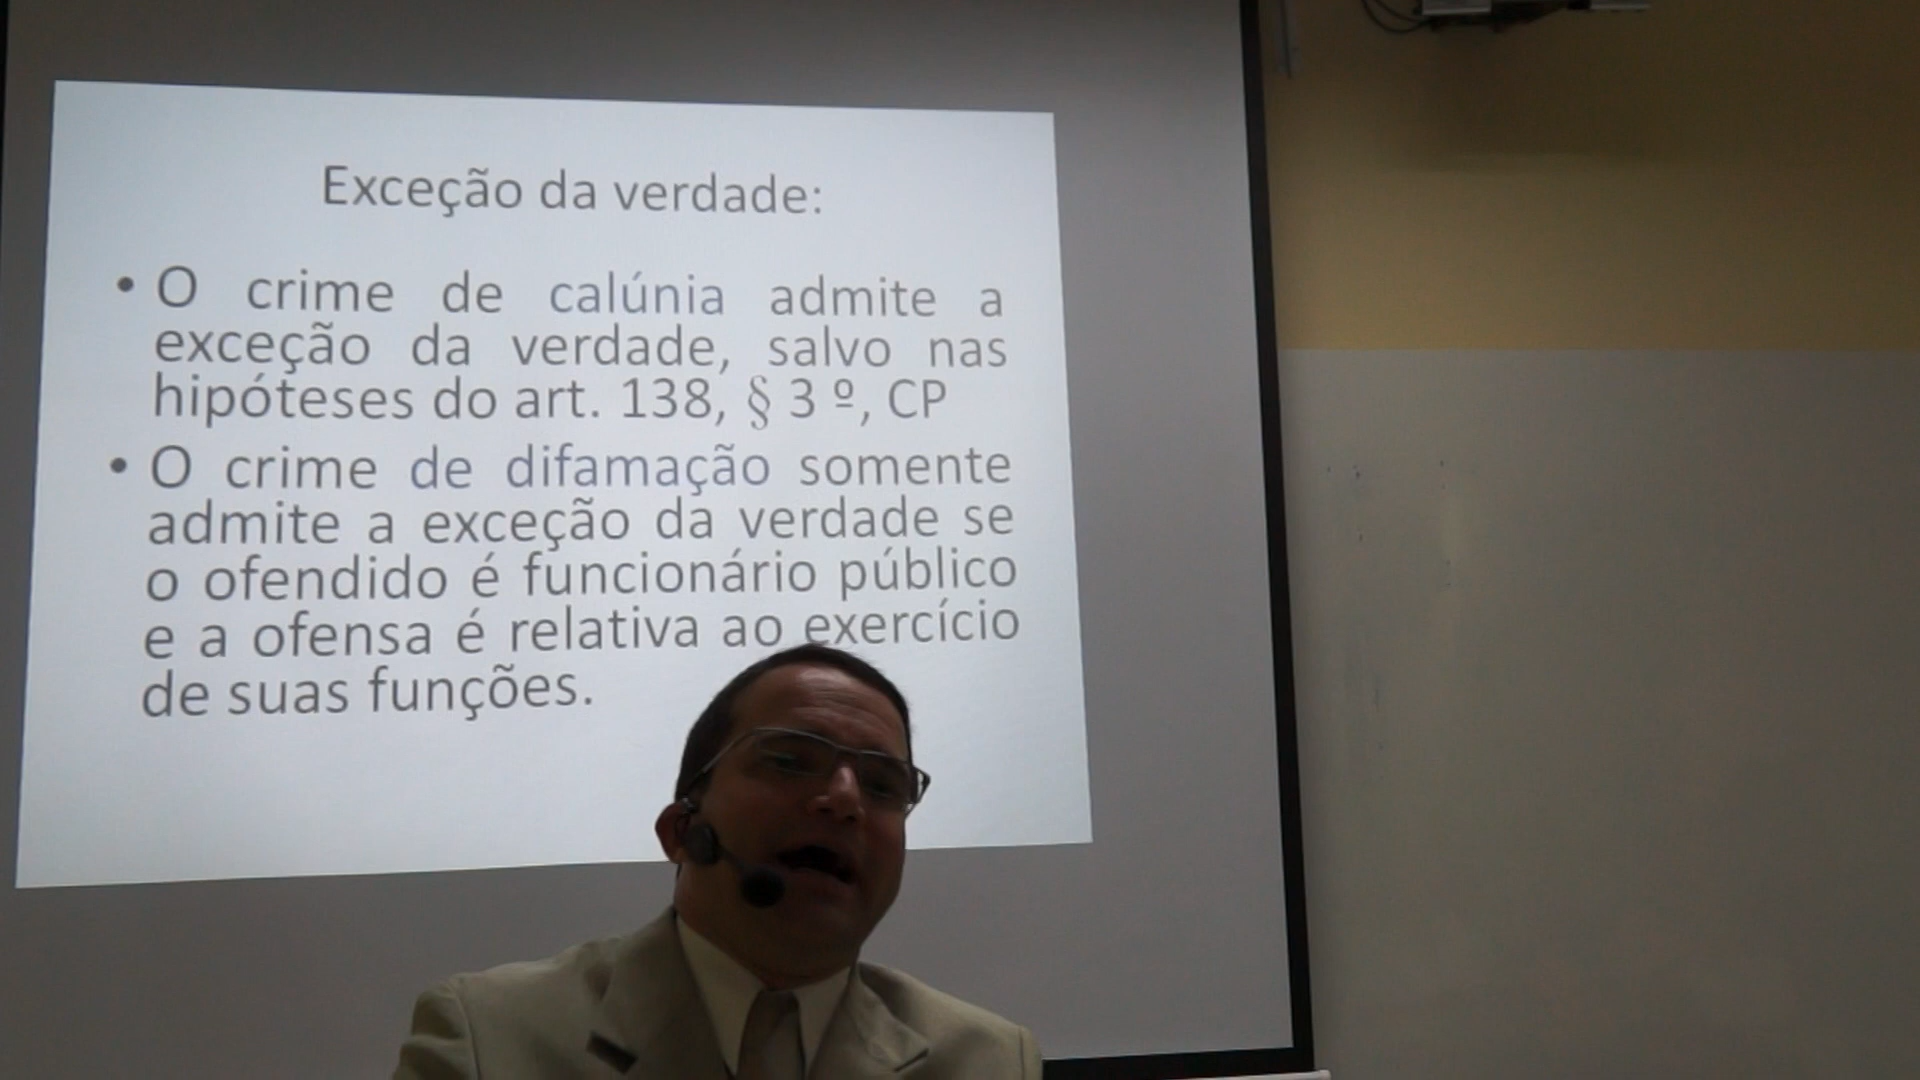 Exceção da verdade:
• O crime de calúnia admite a
exceção da verdade, salvo nas
hipóteses do art. 138, § 3 º, CP
• O crime de difamação somente
admite a exceção da verdade se
o ofendido é funcionário público
e a ofensa é relativa ao exercício
de suas funções.